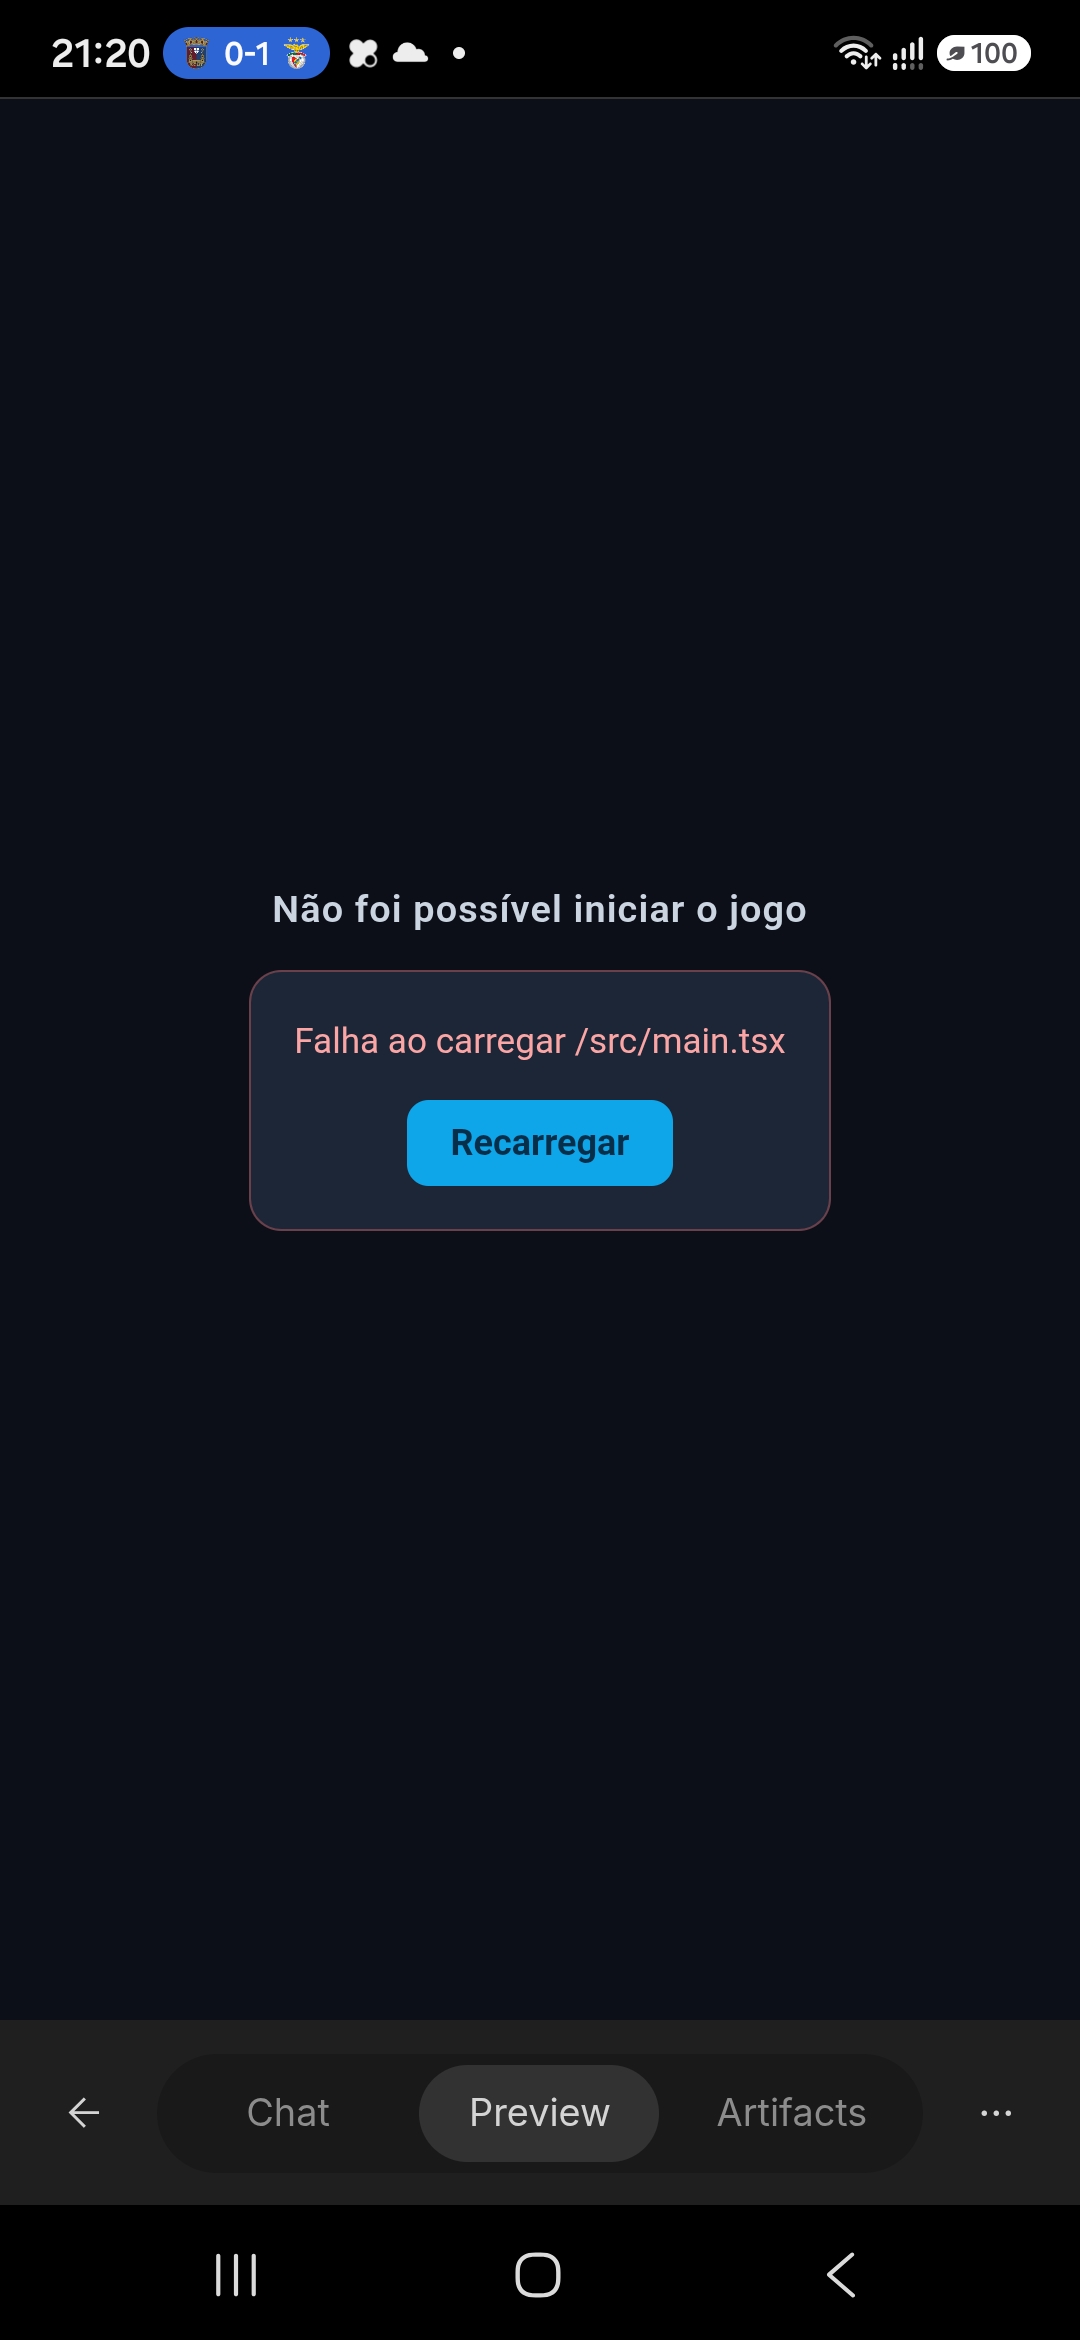 21:20
0-1
100
Não foi possível iniciar o jogo
Falha ao carregar /src/main.tsx
Recarregar
Chat
Preview
Artifacts